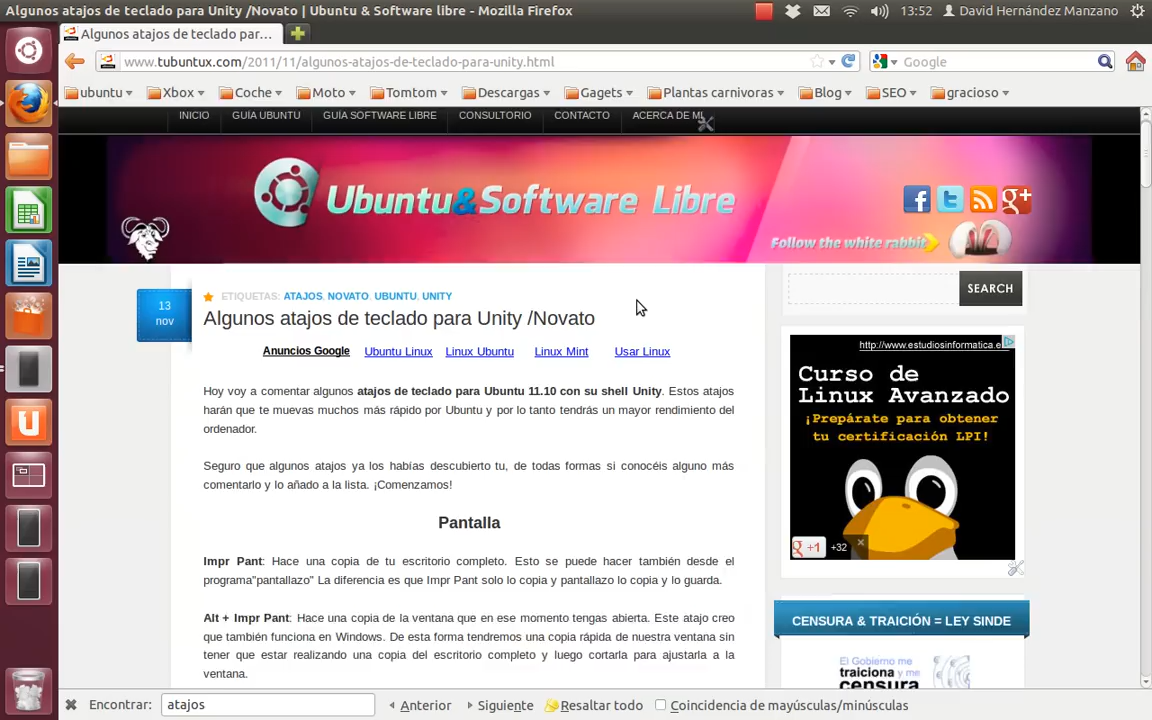 Algunos atajos de teclado para Unity /Novato | Ubuntu & Software libre - Mozilla Firefox
13:52
David Hernández Manzano
Algunos atajos de teclado par...
www.tubuntux.com/2011/11/algunos-atajos-de-teclado-para-unity.html
Google
ubuntu
Xbox
Coche
Moto
Tomtom
Descargas
Gagets
Plantas carnivoras
Blog
SEO
gracioso
INICIO
GUÍA UBUNTU
GUÍA SOFTWARE LIBRE
CONSULTORIO
CONTACTO
ACERCA DE MI
Ubuntu&Software Libre
Follow the white rabbit
13
nov
ETIQUETAS: ATAJOS, NOVATO, UBUNTU, UNITY
Algunos atajos de teclado para Unity /Novato
Anuncios Google Ubuntu Linux Linux Ubuntu Linux Mint Usar Linux
Hoy voy a comentar algunos atajos de teclado para Ubuntu 11.10 con su shell Unity. Estos atajos
harán que te muevas muchos más rápido por Ubuntu y por lo tanto tendrás un mayor rendimiento del
ordenador.
Seguro que algunos atajos ya los habías descubierto tu, de todas formas si conocéis alguno más
comentarlo y lo añado a la lista. ¡Comenzamos!
Pantalla
Impr Pant: Hace una copia de tu escritorio completo. Esto se puede hacer también desde el
programa"pantallazo" La diferencia es que Impr Pant solo lo copia y pantallazo lo copia y lo guarda.
Alt + Impr Pant: Hace una copia de la ventana que en ese momento tengas abierta. Este atajo creo
que también funciona en Windows. De esta forma tendremos una copia rápida de nuestra ventana sin
tener que estar realizando una copia del escritorio completo y luego cortarla para ajustarla a la
ventana.
SEARCH
http://www.estudiosinformatica.e
Curso de
Linux Avanzado
¡Prepárate para obtener
tu certificación LPI!
+1
+32
CENSURA & TRAICIÓN = LEY SINDE
El Gobierno me
traiciona y me
censura
Encontrar:
atajos
Anterior
Siguiente
Resaltar todo
Coincidencia de mayúsculas/minúsculas